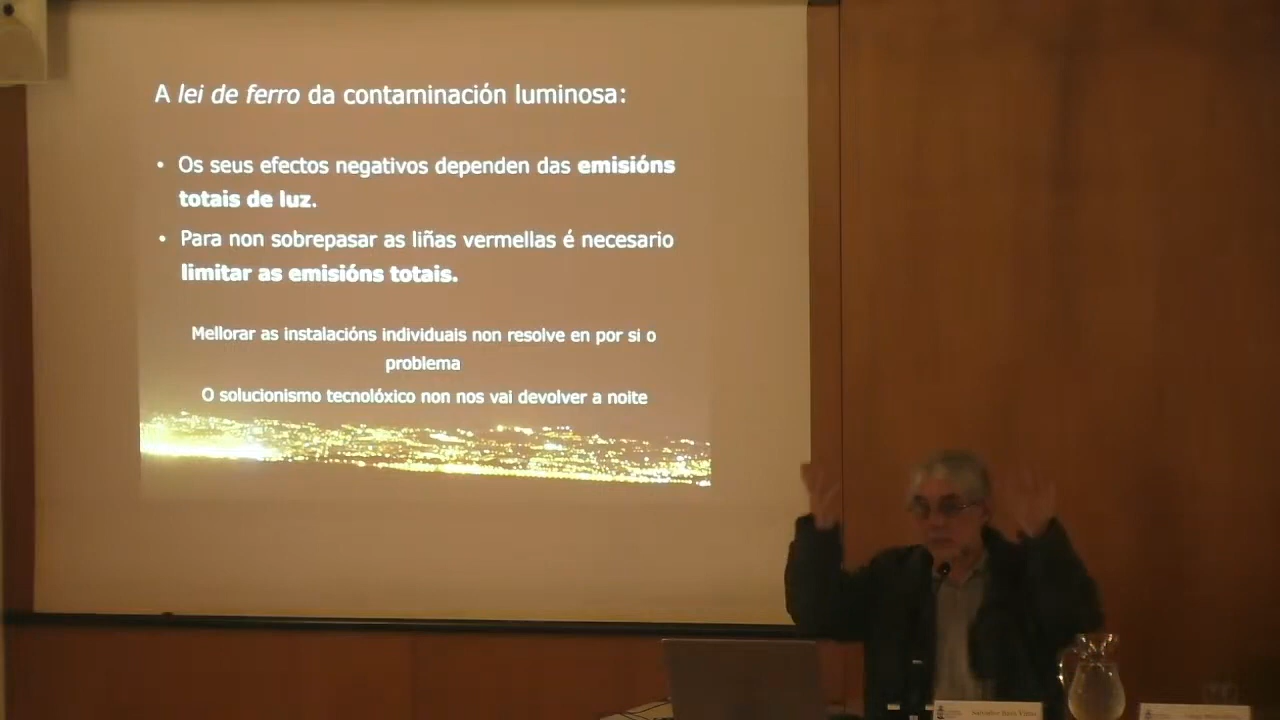 A lei de ferro da contaminación luminosa:
• Os seus efectos negativos dependen das emisións
totais de luz.
• Para non sobrepasar as liñas vermellas é necesario
limitar as emisións totais.
Mellorar as instalacións individuais non resolve en por si o
problema
O solucionismo tecnolóxico non nos vai devolver a noite